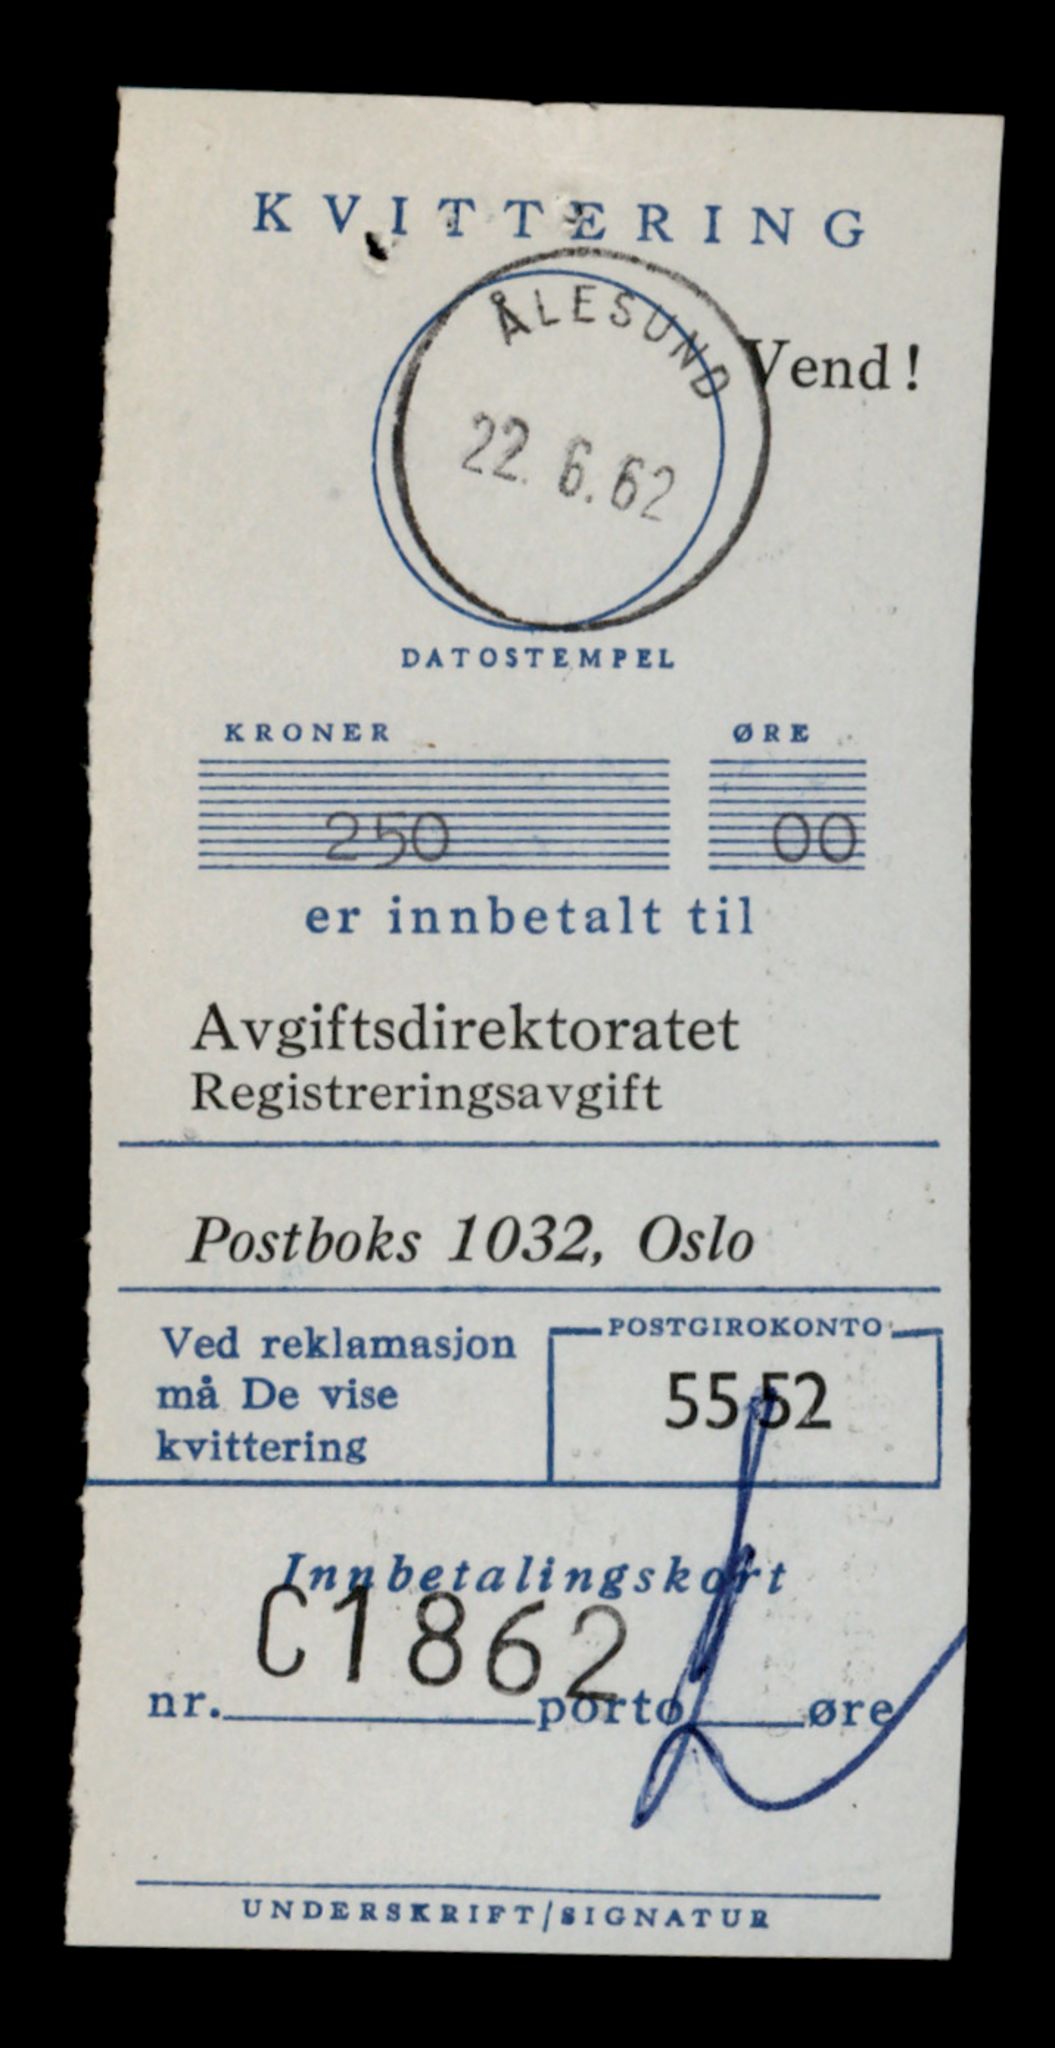 KVITTERING
ÅLESUND
Vend!
22.6.62
DATOSTEMPEL
KRONER ØRE
250 00
er innbetalt til
Avgiftsdirektoratet
Registreringsavgift
Postboks 1032, Oslo
Ved reklamasjon
må De vise
kvittering
POSTGIROKONTO
5552
Innbetalingskort
C1862
nr. porto øre
UNDERSKRIFT/SIGNATUR